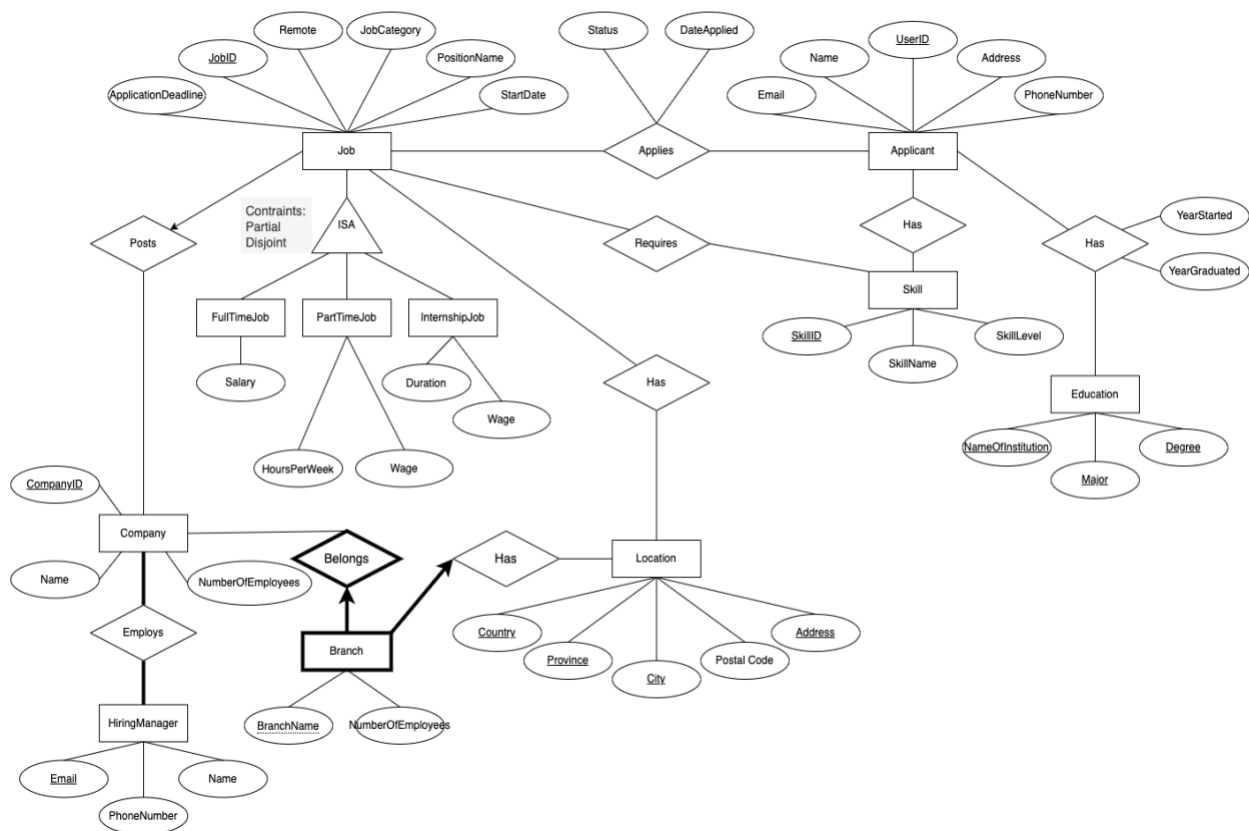 Remote
JobCategory
Status
DateApplied
UserID
JobID
PositionName
Name
Address
ApplicationDeadline
StartDate
Email
PhoneNumber
Job
Applies
Applicant
Contraints:
Partial
Disjoint
ISA
Posts
Requires
Has
Has
YearStarted
YearGraduated
FullTimeJob
PartTimeJob
InternshipJob
Skill
SkillID
SkillName
SkillLevel
Salary
Duration
Wage
Has
Education
HoursPerWeek
Wage
NameOfInstitution
Major
Degree
CompanyID
Company
Belongs
Has
Location
Name
NumberOfEmployees
Employs
Branch
Country
Province
City
Postal Code
Address
HiringManager
BranchName
NumberOfEmployees
Email
PhoneNumber
Name